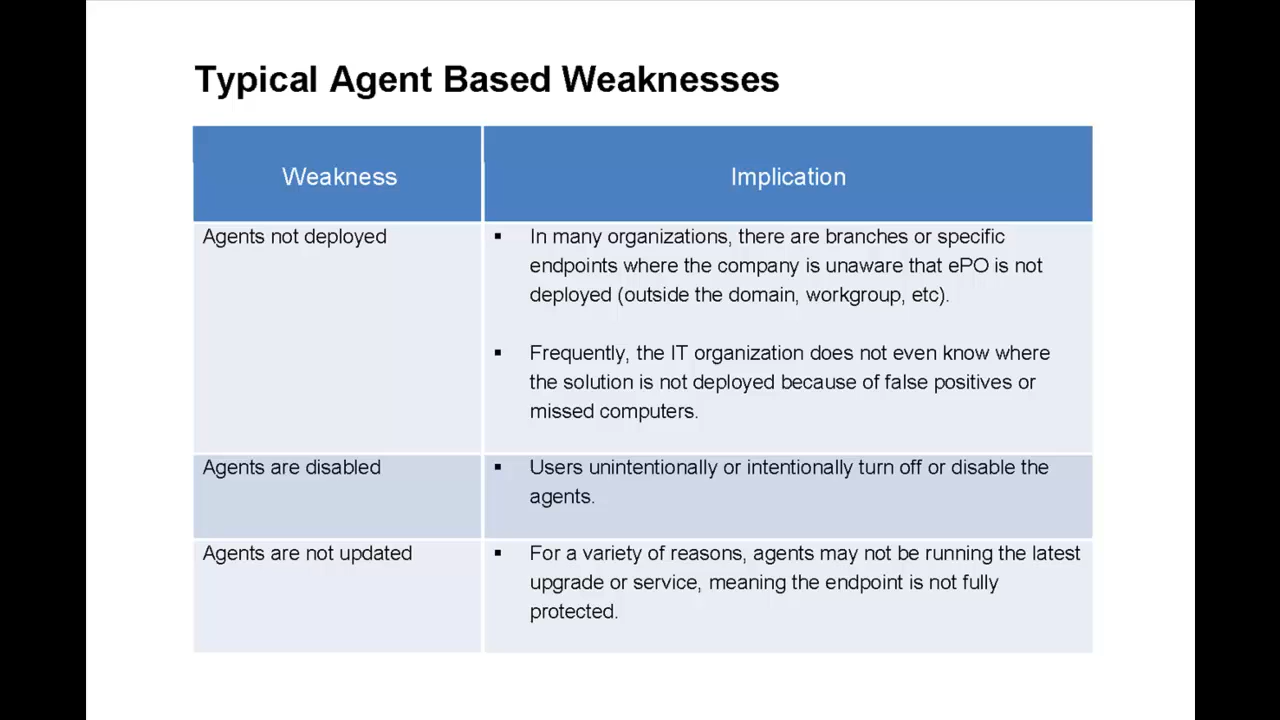 Typical Agent Based Weaknesses
Weakness
Implication
Agents not deployed
▪ In many organizations, there are branches or specific
endpoints where the company is unaware that ePO is not
deployed (outside the domain, workgroup, etc).
▪ Frequently, the IT organization does not even know where
the solution is not deployed because of false positives or
missed computers.
Agents are disabled
▪ Users unintentionally or intentionally turn off or disable the
agents.
Agents are not updated
▪ For a variety of reasons, agents may not be running the latest
upgrade or service, meaning the endpoint is not fully
protected.